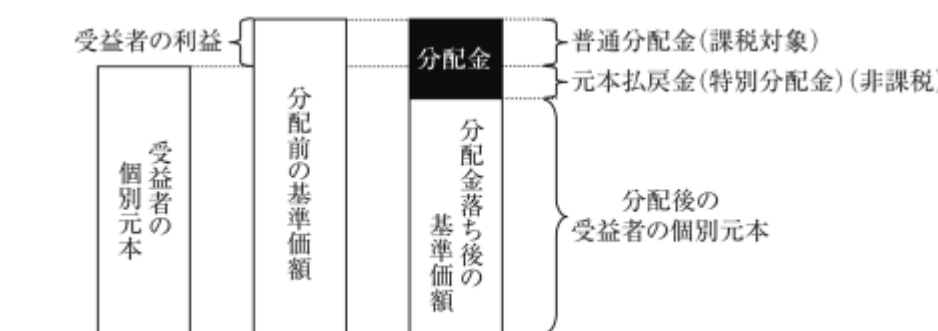 受益者の利益
受益者の
個別元本
分配前の基準価額
分配金
分配金落ち後の
基準価額
普通分配金(課税対象)
元本払戻金(特別分配金)(非課税)
分配後の
受益者の個別元本